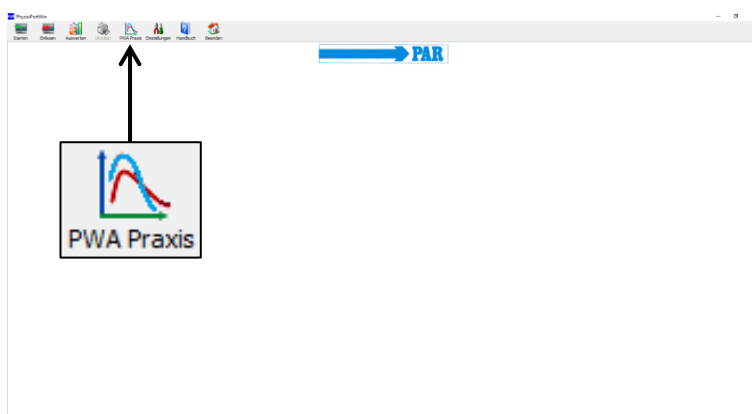 PhysioPortWin
Starten Einlesen Auswerten Drucken PWA Praxis Einstellungen Handbuch Beenden
PAR
PWA Praxis